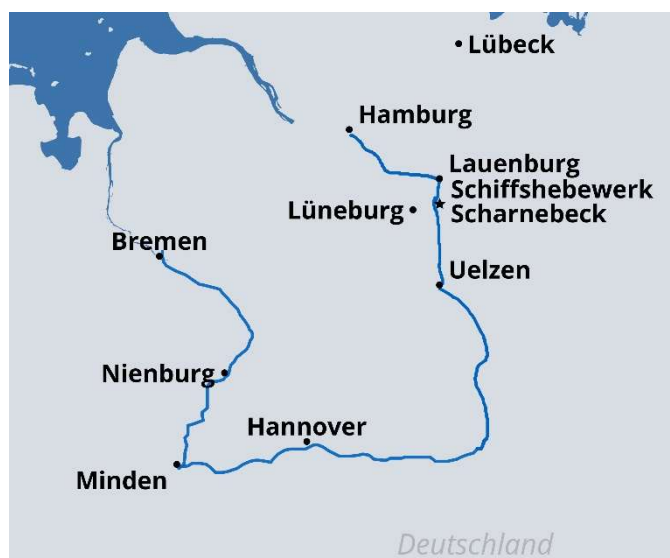 Lübeck
Hamburg
Lauenburg
Schiffshebewerk
Scharnebeck
Lüneburg
Bremen
Uelzen
Nienburg
Hannover
Minden
Deutschland